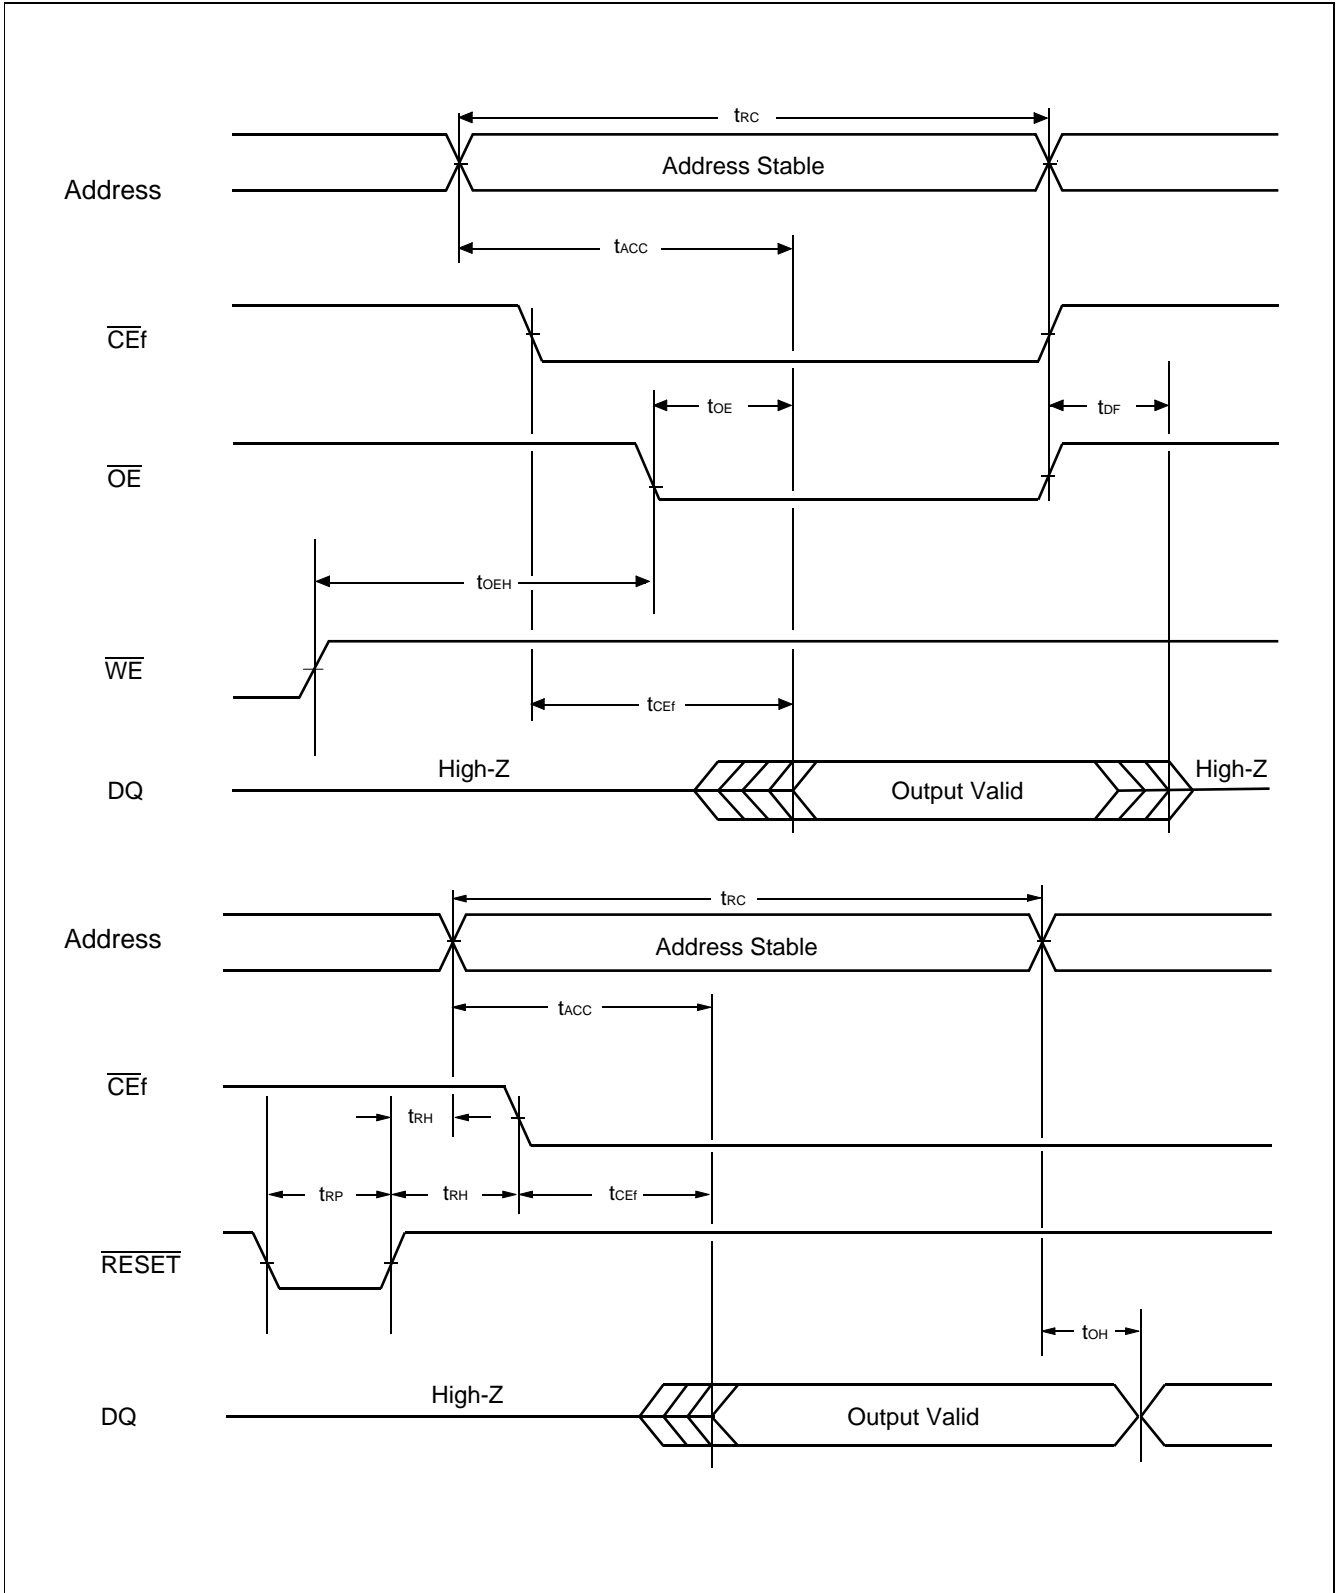 tRC
Address Stable
Address
tACC
CEf
tOE
tDF
OE
tOEH
WE
tCEf
High-Z
High-Z
DQ
Output Valid
tRC
Address
Address Stable
tACC
CEf
tRH
tRP
tRH
tCEf
RESET
tOH
High-Z
DQ
Output Valid